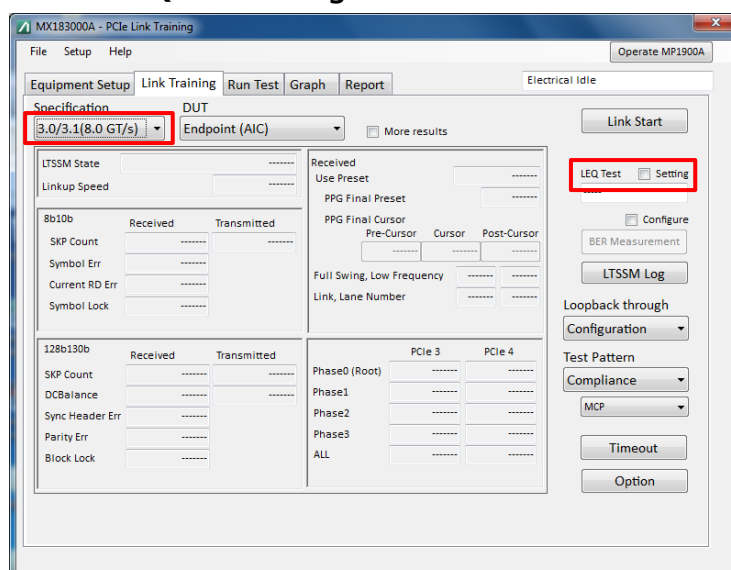 MX183000A - PCIe Link Training
File Setup Help
Operate MP1900A
Equipment Setup Link Training Run Test Graph Report
Electrical Idle
Specification DUT
3.0/3.1(8.0 GT/s) Endpoint (AIC) More results
Link Start
LTSSM State -------
Linkup Speed -------
8b10b Received Transmitted
SKP Count ------- -------
Symbol Err -------
Current RD Err -------
Symbol Lock -------
128b130b Received Transmitted
SKP Count ------- -------
DCBalance ------- -------
Sync Header Err -------
Parity Err -------
Block Lock -------
Received
Use Preset -------
PPG Final Preset -------
PPG Final Cursor
Pre-Cursor Cursor Post-Cursor
------- ------- -------
Full Swing, Low Frequency ------- -------
Link, Lane Number ------- -------
PCIe 3 PCIe 4
Phase0 (Root) ------- -------
Phase1 ------- -------
Phase2 ------- -------
Phase3 ------- -------
ALL ------- -------
LEQ Test Setting
-----
Configure
BER Measurement
LTSSM Log
Loopback through
Configuration
Test Pattern
Compliance
MCP
Timeout
Option